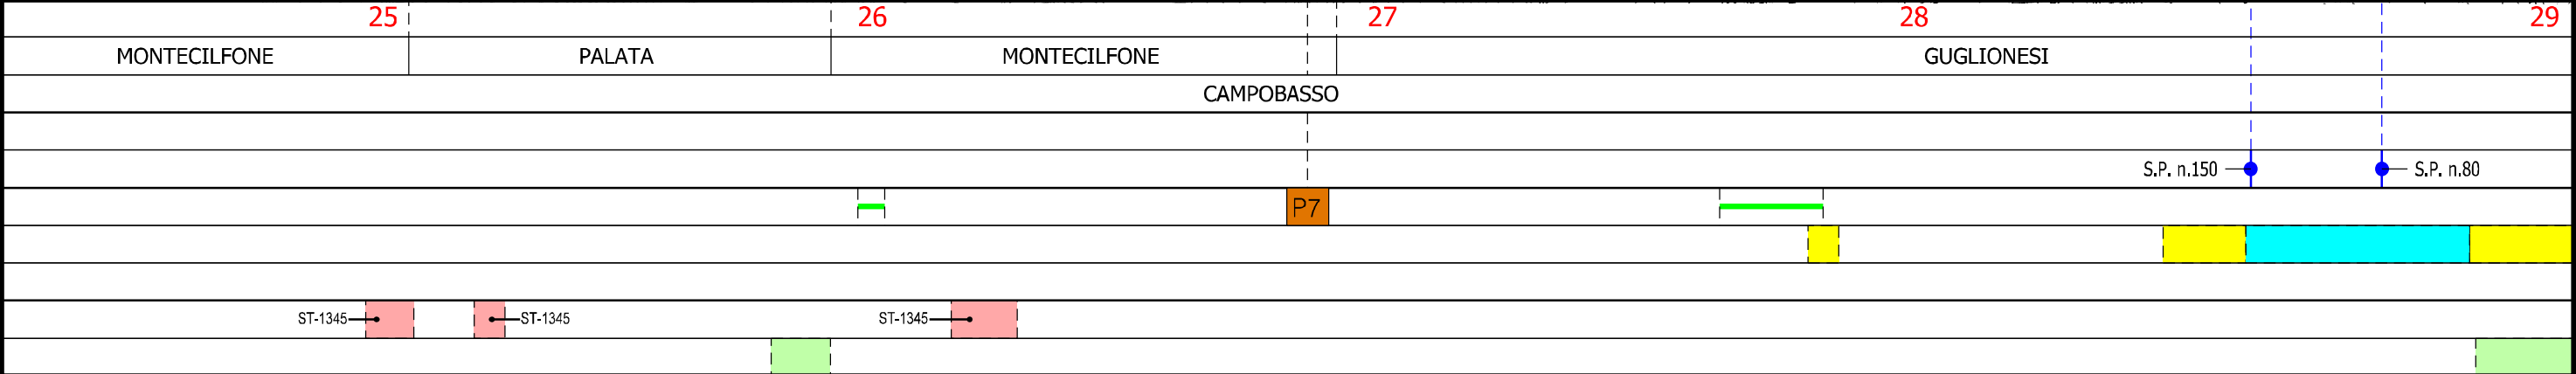 25 26 27 28 29
MONTECILFONE PALATA MONTECILFONE GUGLIONESI
CAMPOBASSO
S.P. n.150 S.P. n.80
P7
ST-1345 ST-1345 ST-1345